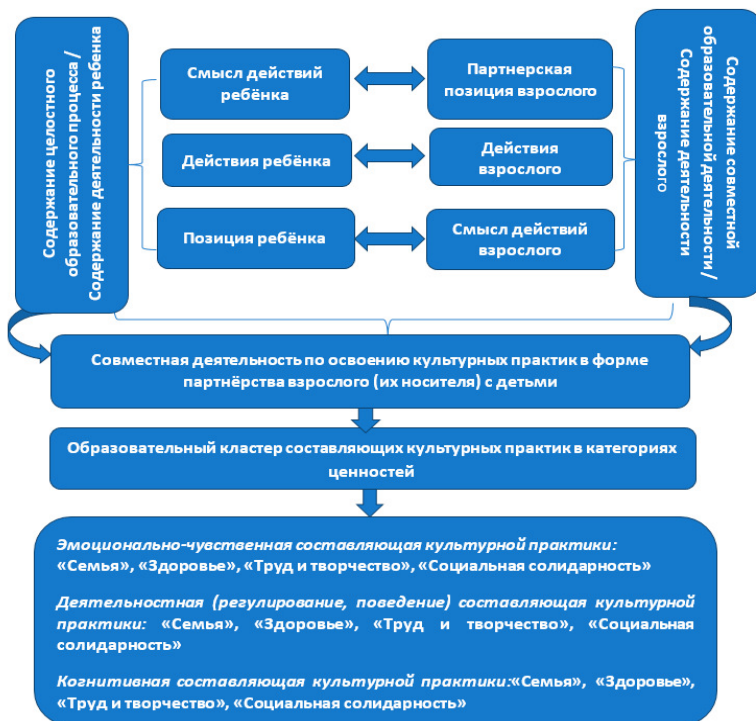 Содержание целостного
образовательного процесса /
Содержание деятельности ребенка
Смысл действий
ребёнка
Партнерская
позиция взрослого
Действия ребёнка
Действия
взрослого
Позиция ребёнка
Смысл действий
взрослого
Содержание совместной
образовательной деятельности /
Содержание деятельности
взрослого
Совместная деятельность по освоению культурных практик в форме
партнёрства взрослого (их носителя) с детьми
Образовательный кластер составляющих культурных практик в категориях
ценностей
Эмоционально-чувственная составляющая культурной практики:
«Семья», «Здоровье», «Труд и творчество», «Социальная солидарность»
Деятельностная (регулирование, поведение) составляющая культурной
практики: «Семья», «Здоровье», «Труд и творчество», «Социальная
солидарность»
Когнитивная составляющая культурной практики:«Семья», «Здоровье»,
«Труд и творчество», «Социальная солидарность»